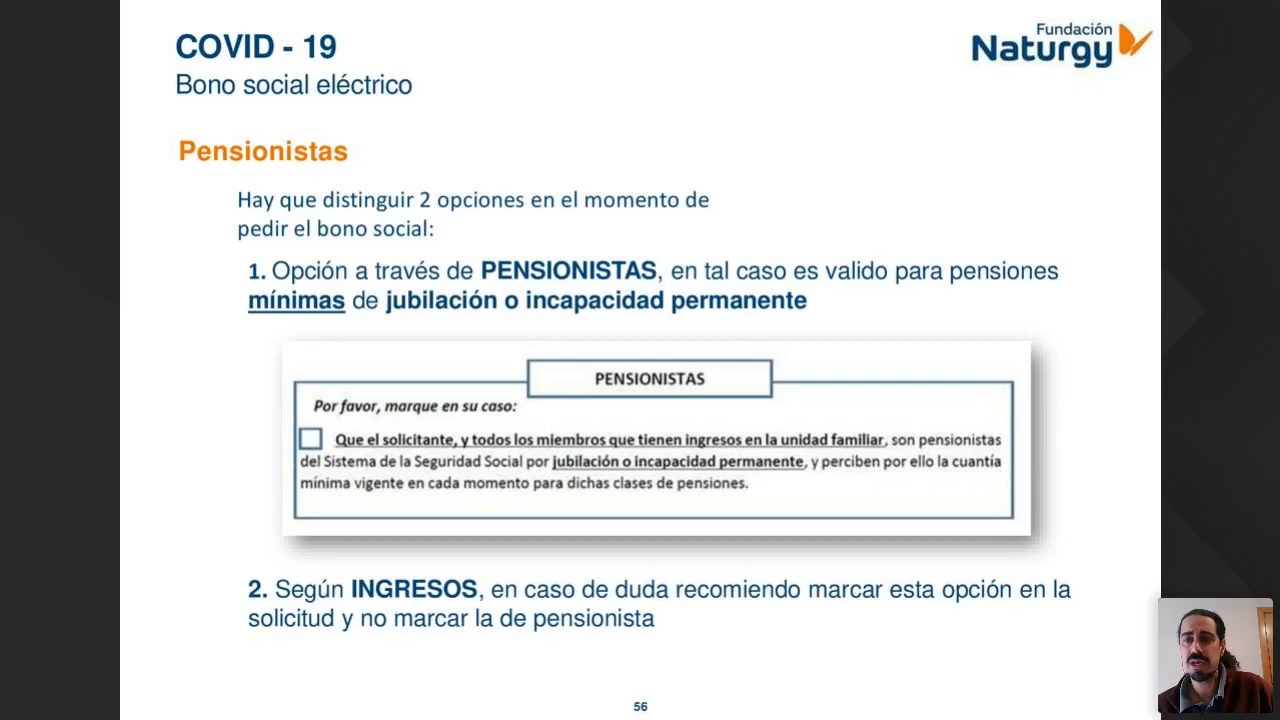 COVID - 19
Bono social eléctrico
Fundación
Naturgy
Pensionistas
Hay que distinguir 2 opciones en el momento de
pedir el bono social:
1. Opción a través de PENSIONISTAS, en tal caso es valido para pensiones
mínimas de jubilación o incapacidad permanente
PENSIONISTAS
Por favor, marque en su caso:
Que el solicitante, y todos los miembros que tienen ingresos en la unidad familiar, son pensionistas
del Sistema de la Seguridad Social por jubilación o incapacidad permanente, y perciben por ello la cuantía
mínima vigente en cada momento para dichas clases de pensiones.
2. Según INGRESOS, en caso de duda recomiendo marcar esta opción en la
solicitud y no marcar la de pensionista
56